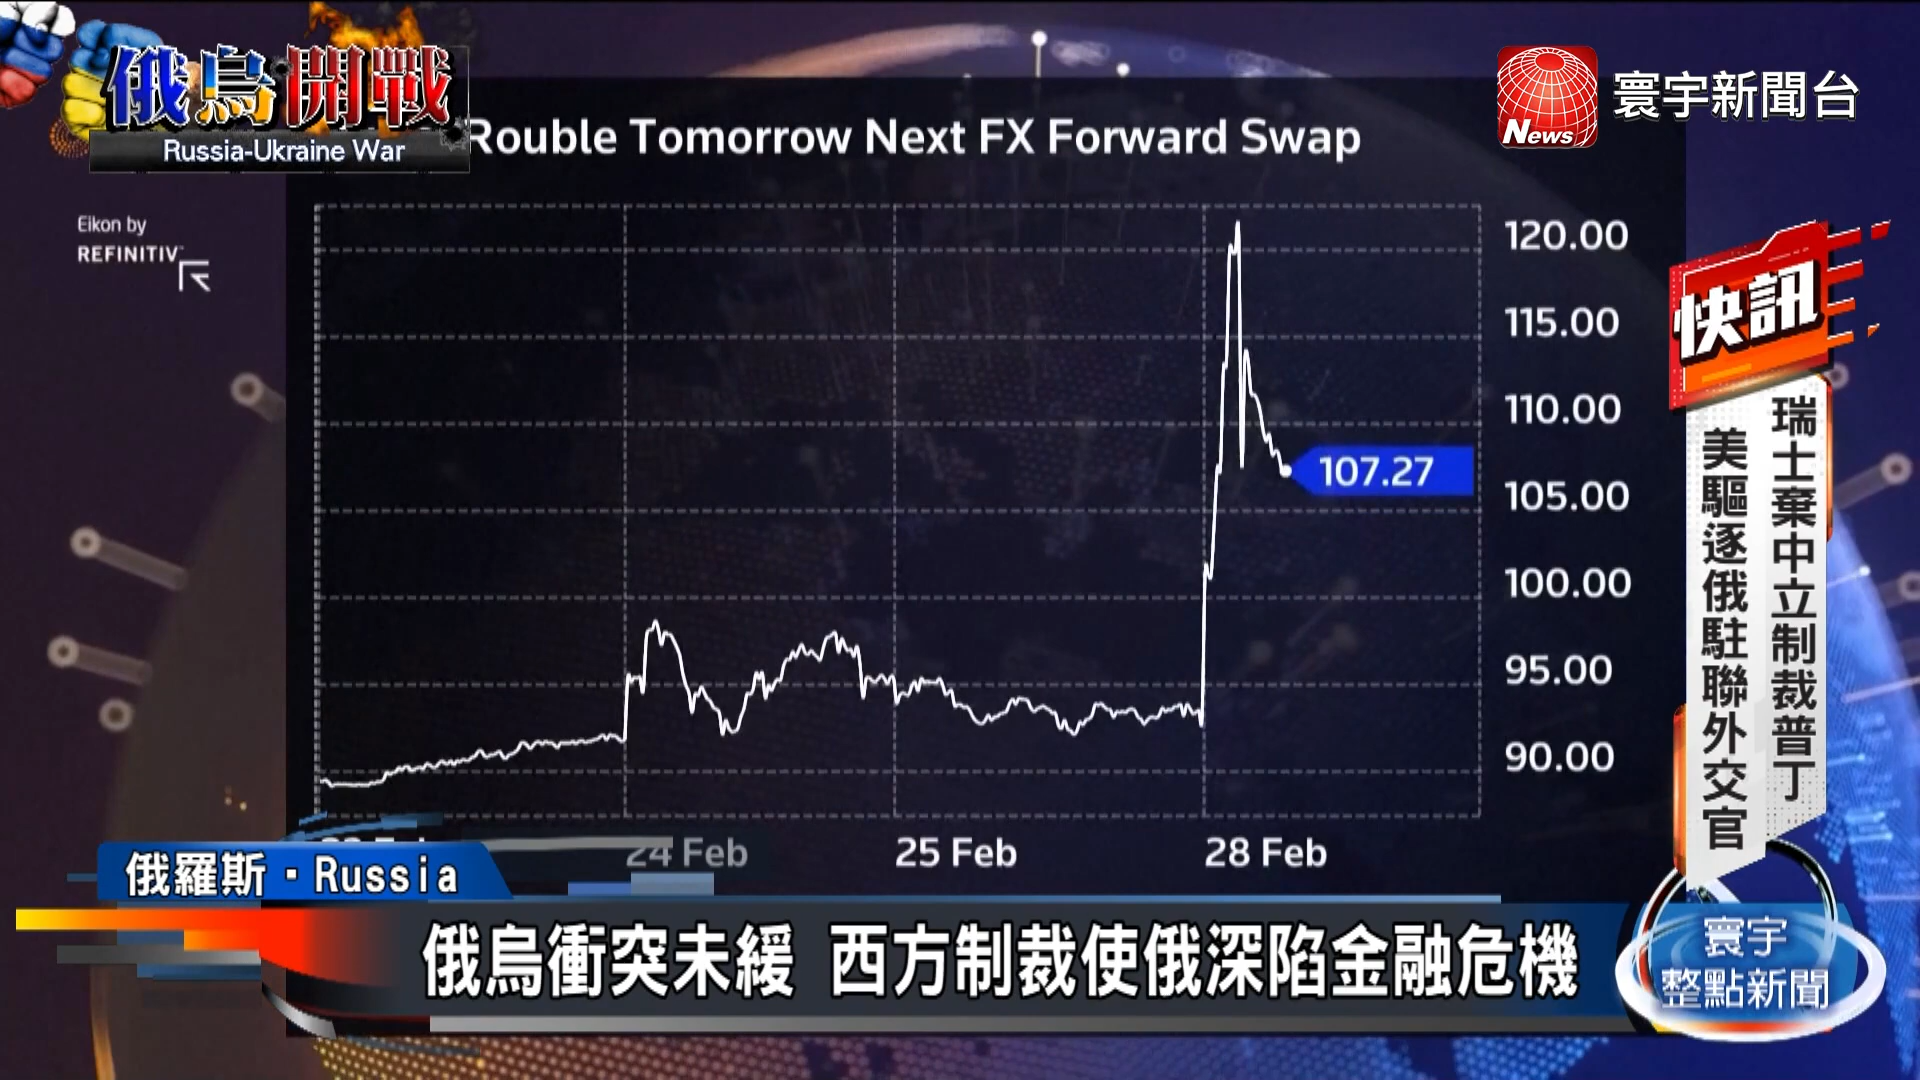 俄烏開戰
Russia-Ukraine War
Rouble Tomorrow Next FX Forward Swap
News
寰宇新聞台
Eikon by
REFINITIV
120.00
115.00
110.00
107.27
105.00
100.00
95.00
90.00
24 Feb
25 Feb
28 Feb
快訊
瑞士棄中立制裁普丁
美驅逐俄駐聯外交官
俄羅斯·Russia
俄烏衝突未緩 西方制裁使俄深陷金融危機
寰宇
整點新聞